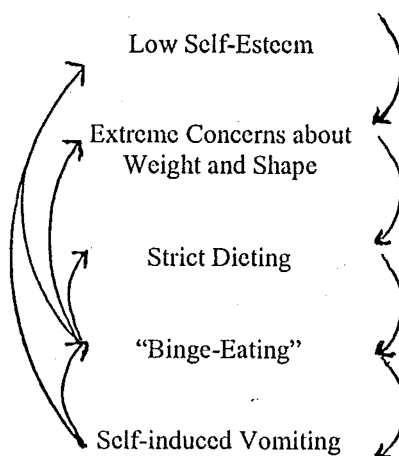 Low Self-Esteem
Extreme Concerns about
Weight and Shape
Strict Dieting
“Binge-Eating”
Self-induced Vomiting